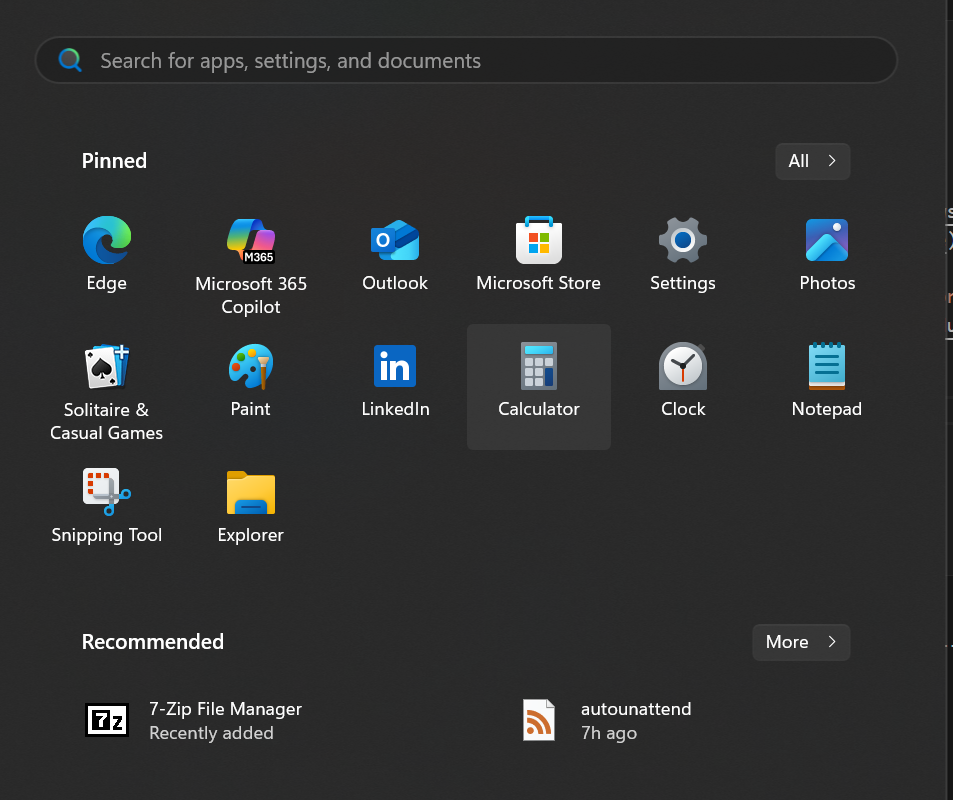 Search for apps, settings, and documents
Pinned
All
Edge
M365
Microsoft 365
Copilot
Outlook
Microsoft Store
Settings
Photos
Solitaire &
Casual Games
Paint
in
LinkedIn
Calculator
Clock
Notepad
Snipping Tool
Explorer
Recommended
More
7z
7-Zip File Manager
Recently added
autounattend
7h ago